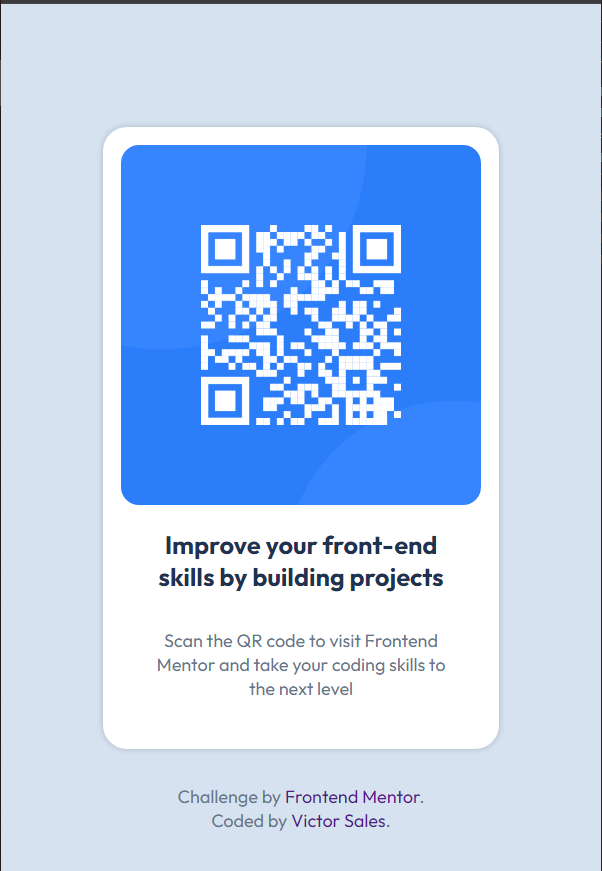 Improve your front-end
skills by building projects
Scan the QR code to visit Frontend
Mentor and take your coding skills to
the next level
Challenge by Frontend Mentor.
Coded by Victor Sales.